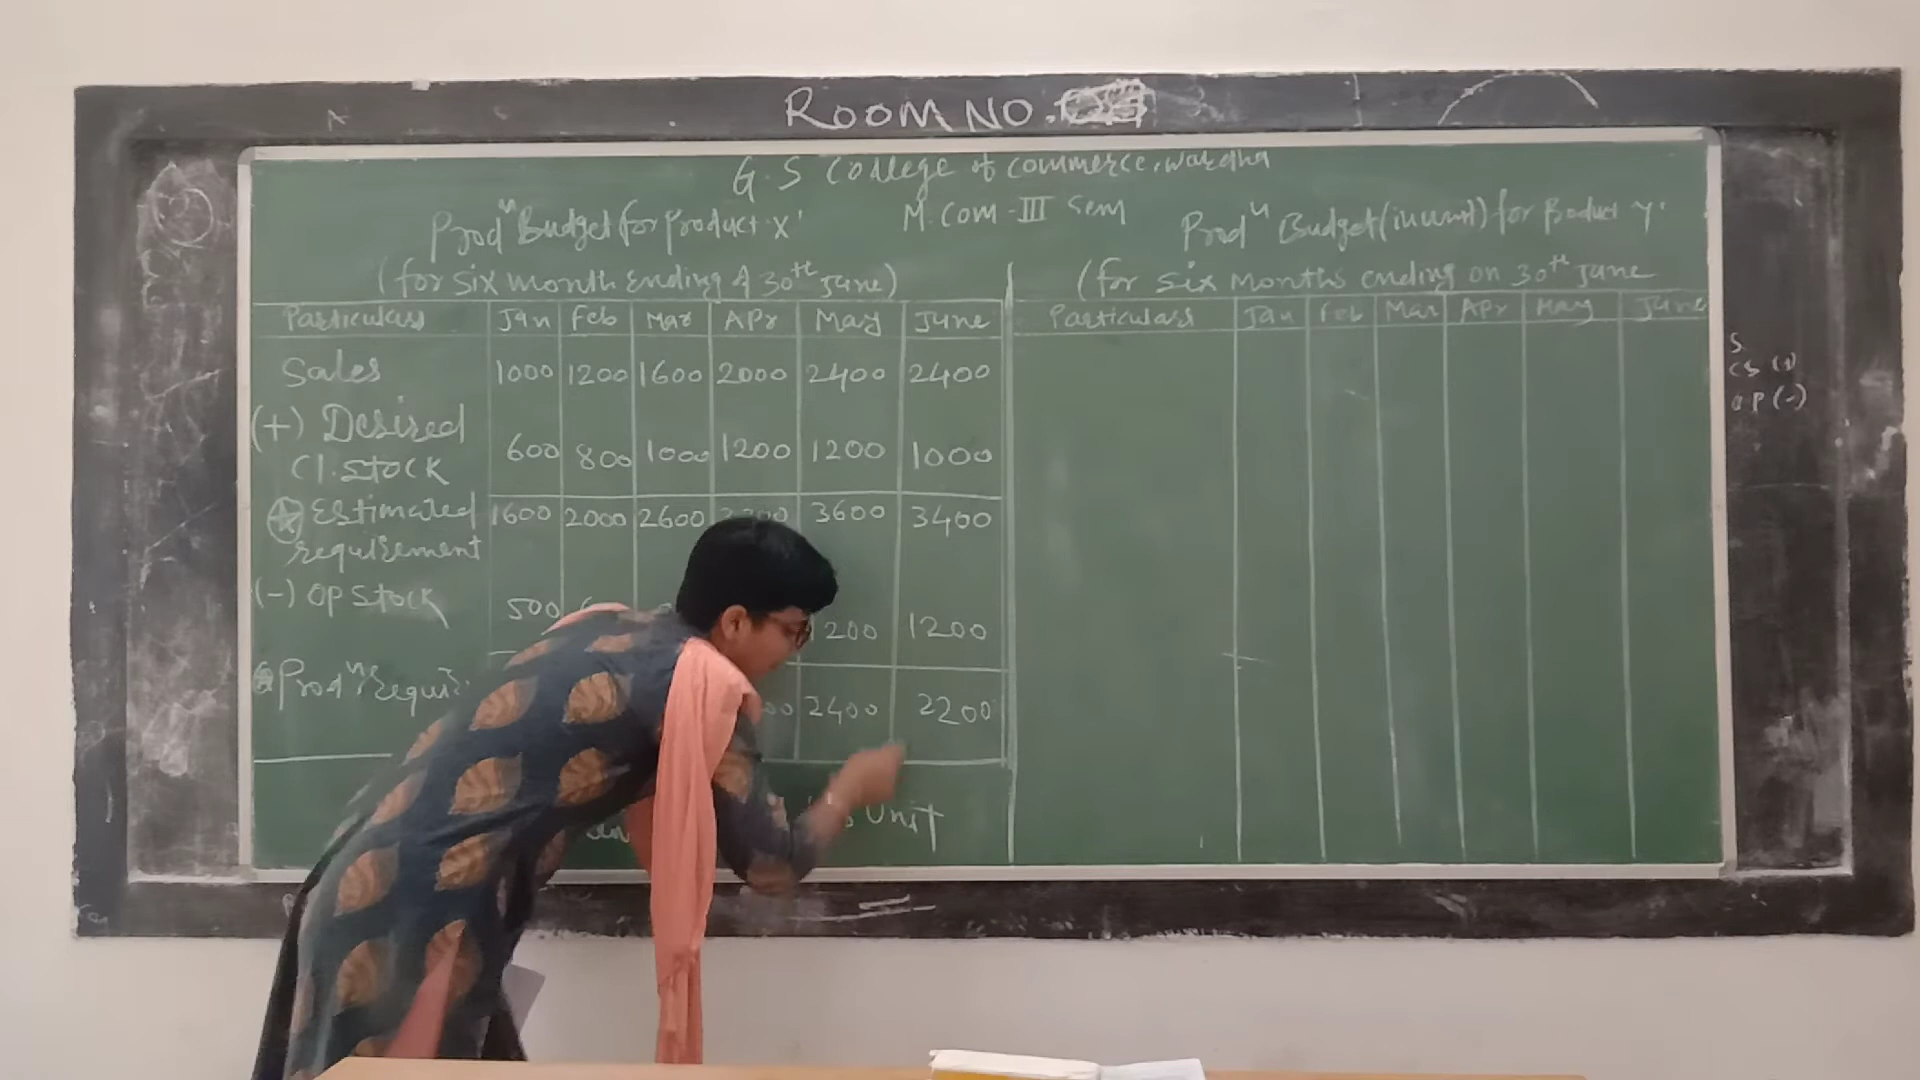 ROOM NO.
G.S College of Commerce, Wardha
M.Com-III Sem
Prodⁿ Budget for Product 'X'
(for six month Ending of 30th June)
Particulars Jan Feb Mar APr May June
Sales 1000 1200 1600 2000 2400 2400
(+) Desired
Cl. Stock 600 800 1000 1200 1200 1000
Estimated 1600 2000 2600 3600 3400
requirement
(-) OP Stock 500 1200 1200
Prodⁿ 2400 2200
Unit
Prodⁿ Budget (in unit) for Product Y'
(for six Months ending on 30th June
Particulars Jan Feb Mar APr May June
S
CS
OP (-)